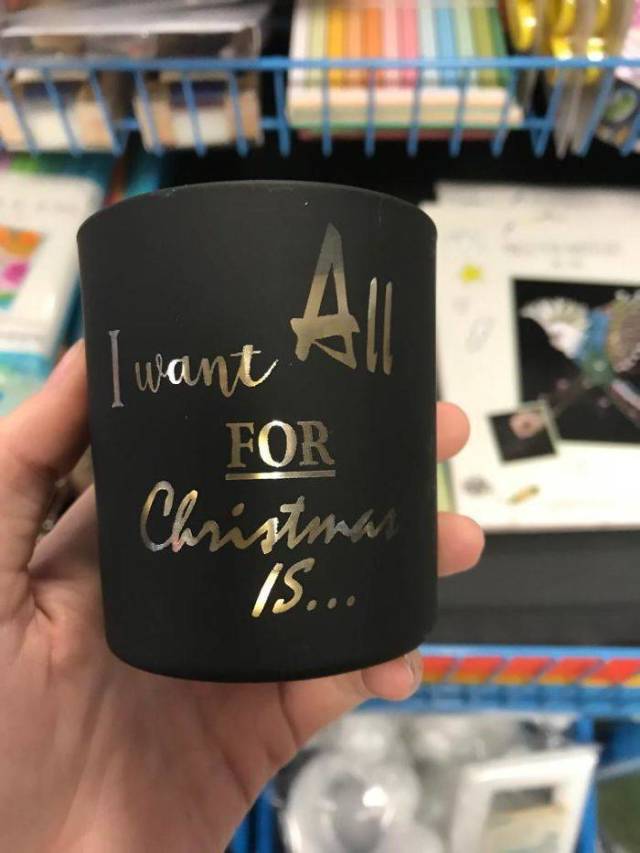 I want All
FOR
Christmas
is...